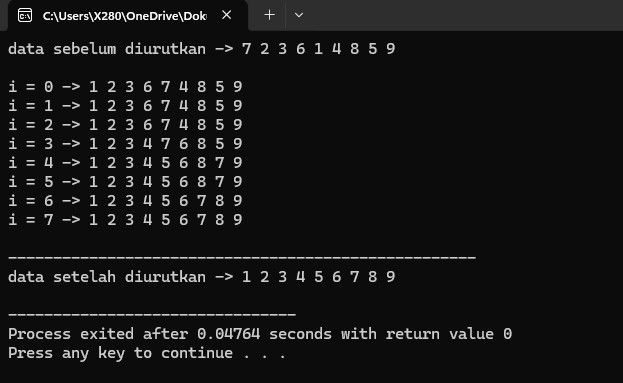 C:\Users\X280\OneDrive\Dok
data sebelum diurutkan -> 7 2 3 6 1 4 8 5 9
i = 0 -> 1 2 3 6 7 4 8 5 9
i = 1 -> 1 2 3 6 7 4 8 5 9
i = 2 -> 1 2 3 6 7 4 8 5 9
i = 3 -> 1 2 3 4 7 6 8 5 9
i = 4 -> 1 2 3 4 5 6 8 7 9
i = 5 -> 1 2 3 4 5 6 8 7 9
i = 6 -> 1 2 3 4 5 6 7 8 9
i = 7 -> 1 2 3 4 5 6 7 8 9
----------------------------------------------------
data setelah diurutkan -> 1 2 3 4 5 6 7 8 9
--------------------------------
Process exited after 0.04764 seconds with return value 0
Press any key to continue . . .